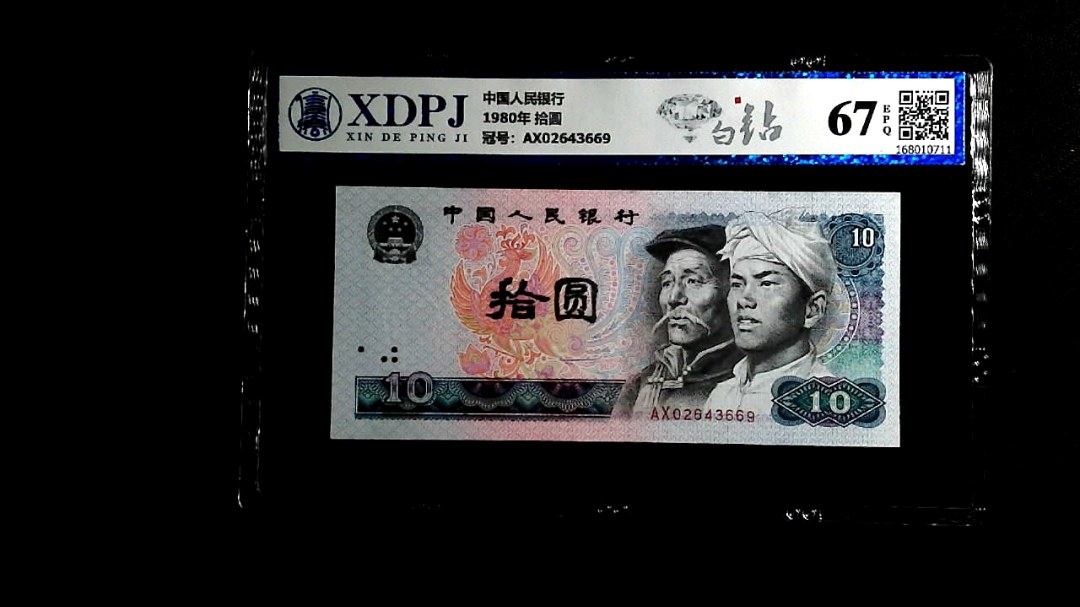 XDPJ
XIN DE PING JI
中国人民银行
1980年 拾圆
冠号：AX02643669
白钻
67
EPQ
168010711
中国人民银行
10
拾圆
10
AX02643669
10